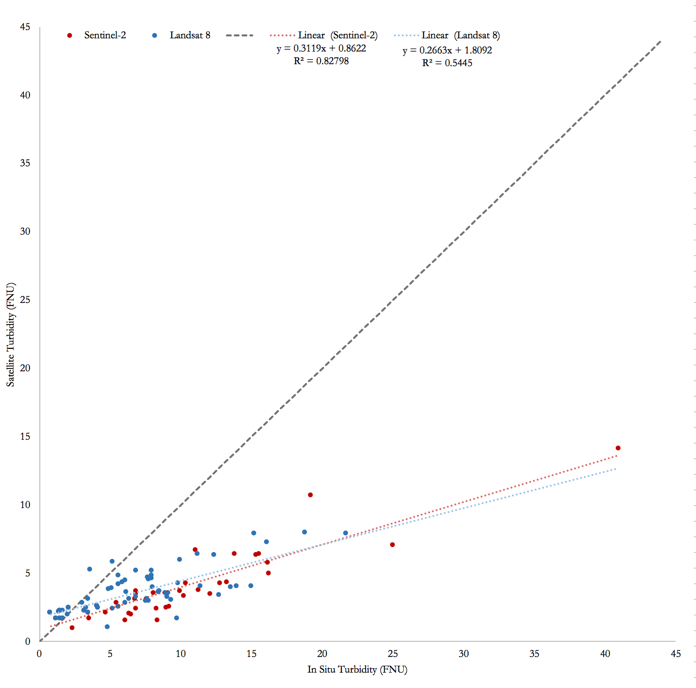 Sentinel-2 Landsat 8 Linear (Sentinel-2) Linear (Landsat 8)
y = 0.3119x + 0.8622 y = 0.2663x + 1.8092
R² = 0.82798 R² = 0.5445
45
40
35
30
25
20
15
10
5
0
Satellite Turbidity (FNU)
0 5 10 15 20 25 30 35 40 45
In Situ Turbidity (FNU)